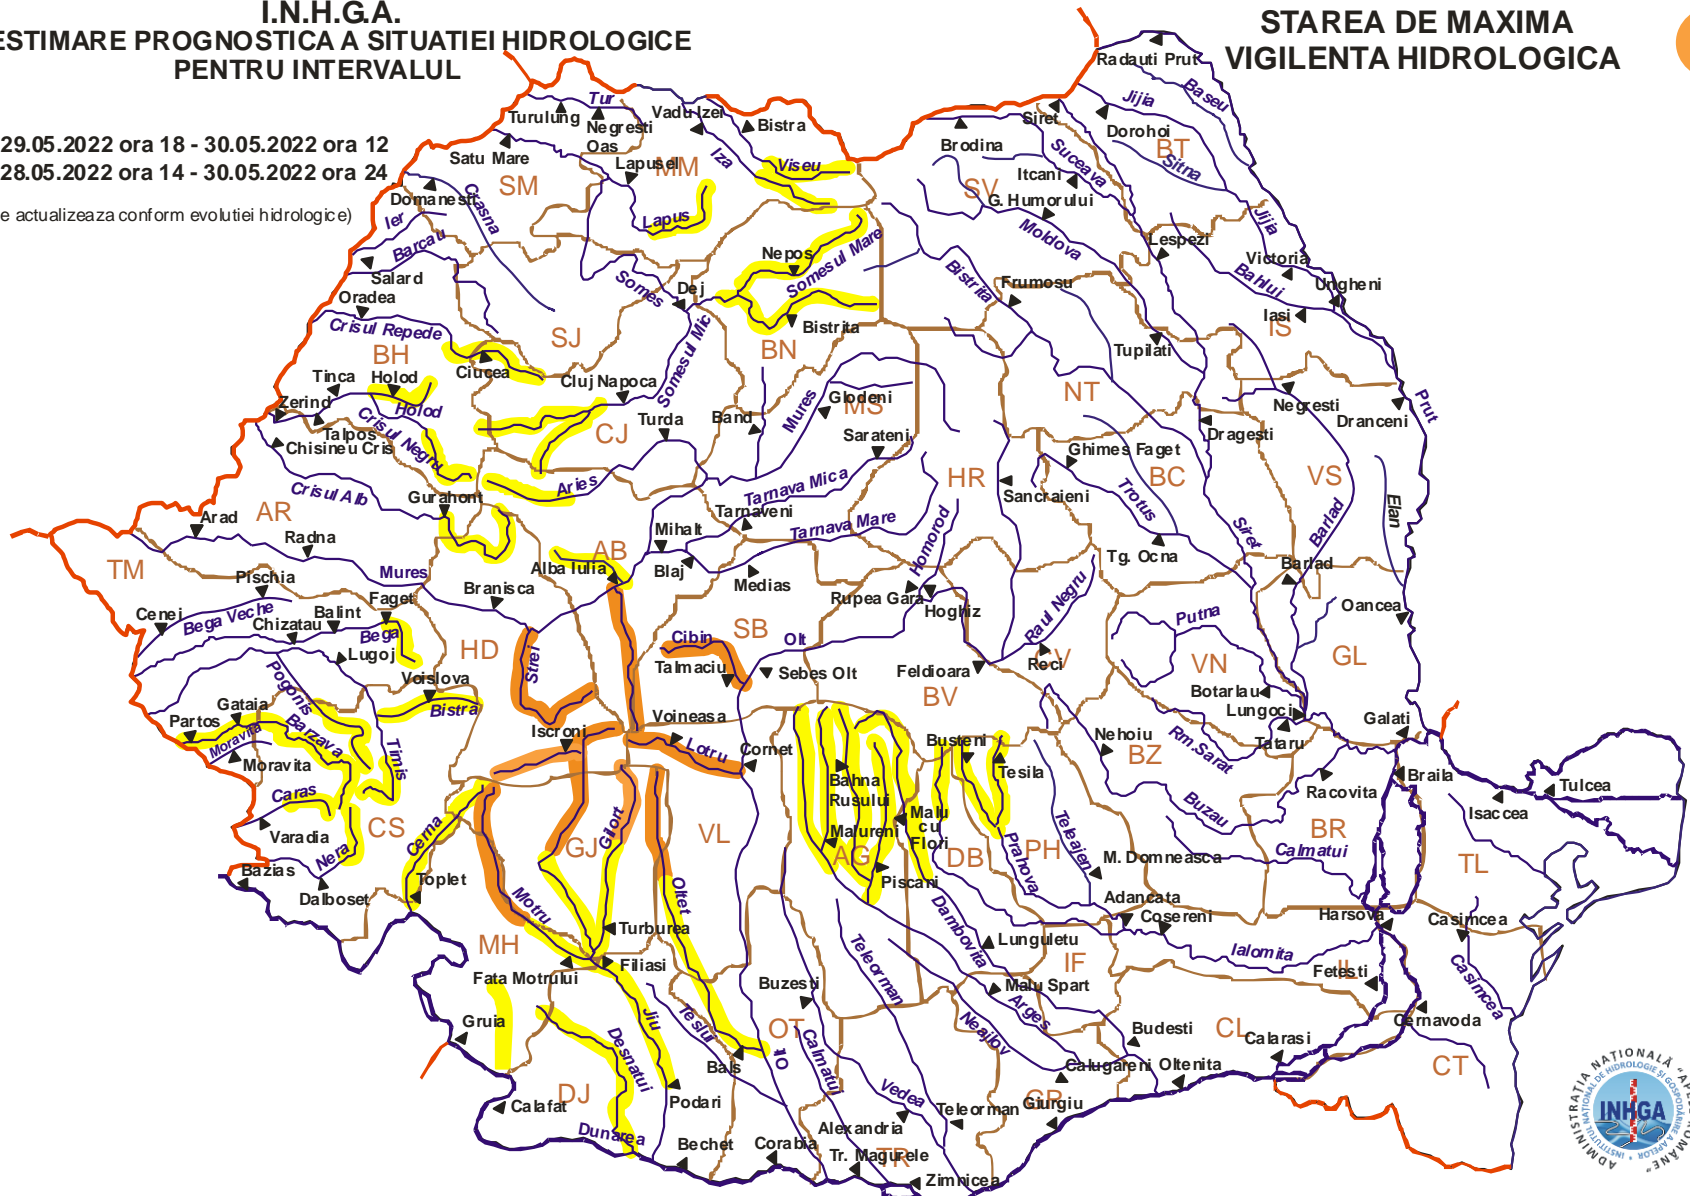 I.N.H.G.A.
ESTIMARE PROGNOSTICA A SITUATIEI HIDROLOGICE
PENTRU INTERVALUL
STAREA DE MAXIMA
VIGILENTA HIDROLOGICA
29.05.2022 ora 18 - 30.05.2022 ora 12
28.05.2022 ora 14 - 30.05.2022 ora 24
e actualizeaza conform evolutiei hidrologice)
Radauti Prut
Baseu
Tur
Turulung
Negresti
Oas
Vadu Izei
Bistra
Siret
Jijia
Dorohoi
BT
Sitna
Satu Mare
SM
Lapusel
MM
Iza
Viseu
Brodina
Suceava
Itcani
SV
G. Humorului
Domanesti
Crasna
Lapus
Moldova
Jijia
Ier
Barcau
Salard
Nepos
Somesul Mare
Lespezi
Victoria
Bahlui
Ungheni
Oradea
Somes
Dej
Bistrita
Frumosu
Iasi
IS
Crisul Repede
BH
SJ
Somesul Mic
Bistrita
BN
Tupilati
Ciucea
Tinca
Holod
Cluj Napoca
NT
Zerind
Holod
Talpos
Crisul Negru
Chisineu Cris
CJ
Turda
Band
Mures
Glodeni
MS
Sarateni
Negresti
Dranceni
Prut
Dragesti
Ghimes Faget
BC
VS
Crisul Alb
Gurahont
Aries
Tarnava Mica
HR
Sancraieni
Trotus
Elan
Barlad
Siret
AR
Arad
Radna
Mihalt
Tarnaveni
Tarnava Mare
Homorod
Tg. Ocna
TM
Mures
AB
Alba Iulia
Blaj
Medias
Barlad
Pischia
Branisca
Rupea Gara
Hoghiz
Raul Negru
Oancea
Cenei
Bega Veche
Balint
Faget
Chizatau
Bega
Lugoj
HD
Strei
Cibin
SB
Olt
Talmaciu
Sebes Olt
Feldioara
Reci
CV
Putna
VN
GL
Pogonis
Voislova
Bistra
BV
Botarlau
Lungoci
Gataia
Partos
Barzava
Moravita
Moravita
Timis
Iscroni
Voineasa
Lotru
Cornet
Busteni
Tesila
Nehoiu
BZ
Rm.Sarat
Tataru
Galati
Braila
Tulcea
Isaccea
Racovita
Caras
Varadia
CS
Cerna
Nera
Bahna
Rusului
Malureni
Malu
cu
Flori
AG
Piscani
DB
PH
Prahova
Teleajen
Buzau
BR
Calmatui
GJ
Gilort
VL
M. Domneasca
TL
Bazias
Dalboset
Toplet
Motru
Oltet
Adancata
Cosereni
Harsova
Casimcea
MH
Turburea
Filiasi
Fata Motrului
Dambovita
Lunguletu
IF
Ialomita
IL
Fetesti
Casimcea
Teleorman
Malu Spart
Arges
Buzesti
OT
Gruia
Jiu
Teslui
Neajlov
Budesti
CL
Calarasi
Cernavoda
CT
Desnatui
Bals
Olt
Calmatui
Calugareni
Oltenita
DJ
Calafat
Podari
Vedea
Teleorman
GR
Giurgiu
Dunarea
Bechet
Corabia
Alexandria
Tr. Magurele
TR
Zimnicea
INHGA